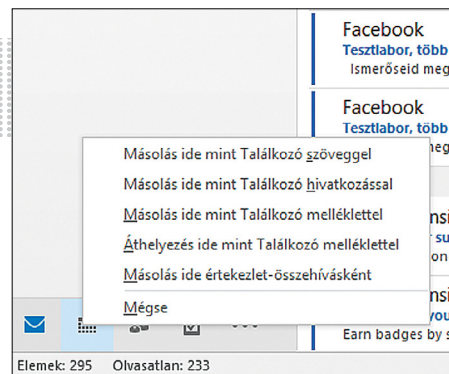 Facebook
Tesztlabor, több
Ismerőseid meg
Facebook
Tesztlabor, több
Másolás ide mint Találkozó szöveggel
Másolás ide mint Találkozó hivatkozással
Másolás ide mint Találkozó melléklettel
Áthelyezés ide mint Találkozó melléklettel
Másolás ide értekezlet-összehívásként
Mégse
Earn badges by s
Elemek: 295 Olvasatlan: 233